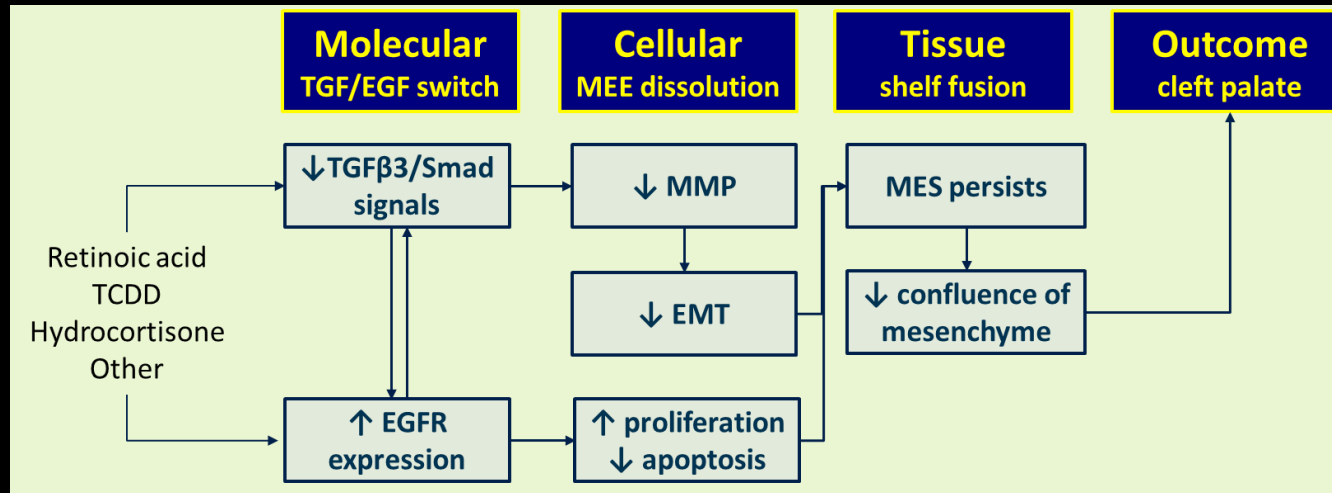 Molecular
TGF/EGF switch
Cellular
MEE dissolution
Tissue
shelf fusion
Outcome
cleft palate
↓TGFβ3/Smad
signals
↓ MMP
MES persists
Retinoic acid
TCDD
Hydrocortisone
Other
↓ EMT
↓ confluence of
mesenchyme
↑ EGFR
expression
↑ proliferation
↓ apoptosis